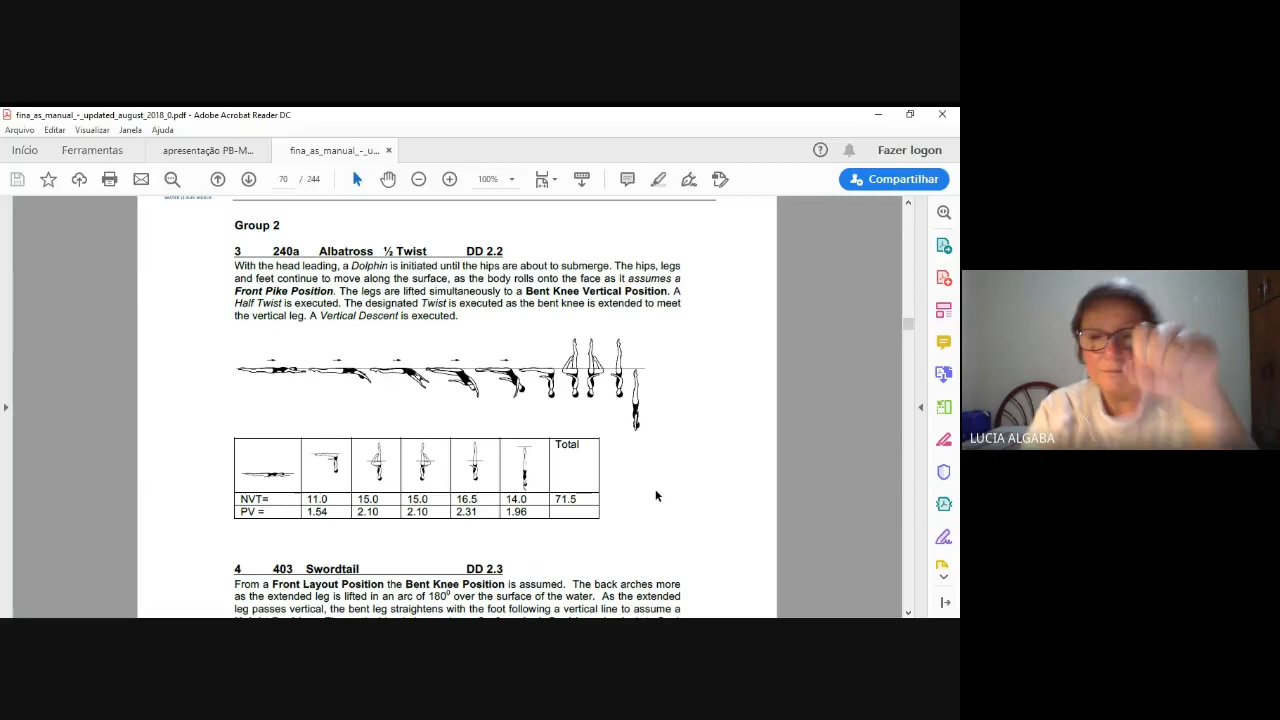 fina_as_manual_-_updated_august_2018_0.pdf - Adobe Acrobat Reader DC
Arquivo Editar Visualizar Janela Ajuda
Início Ferramentas apresentação PB-M... fina_as_manual_-_u... Fazer logon
70 / 244 100% Compartilhar
WATER IS OUR WORLD
Group 2
3 240a Albatross ½ Twist DD 2.2
With the head leading, a Dolphin is initiated until the hips are about to submerge. The hips, legs
and feet continue to move along the surface, as the body rolls onto the face as it assumes a
Front Pike Position. The legs are lifted simultaneously to a Bent Knee Vertical Position. A
Half Twist is executed. The designated Twist is executed as the bent knee is extended to meet
the vertical leg. A Vertical Descent is executed.
Total
NVT= 11.0 15.0 15.0 16.5 14.0 71.5
PV = 1.54 2.10 2.10 2.31 1.96
4 403 Swordtail DD 2.3
From a Front Layout Position the Bent Knee Position is assumed. The back arches more
as the extended leg is lifted in an arc of 180⁰ over the surface of the water. As the extended
leg passes vertical, the bent leg straightens with the foot following a vertical line to assume a
LUCIA ALGABA